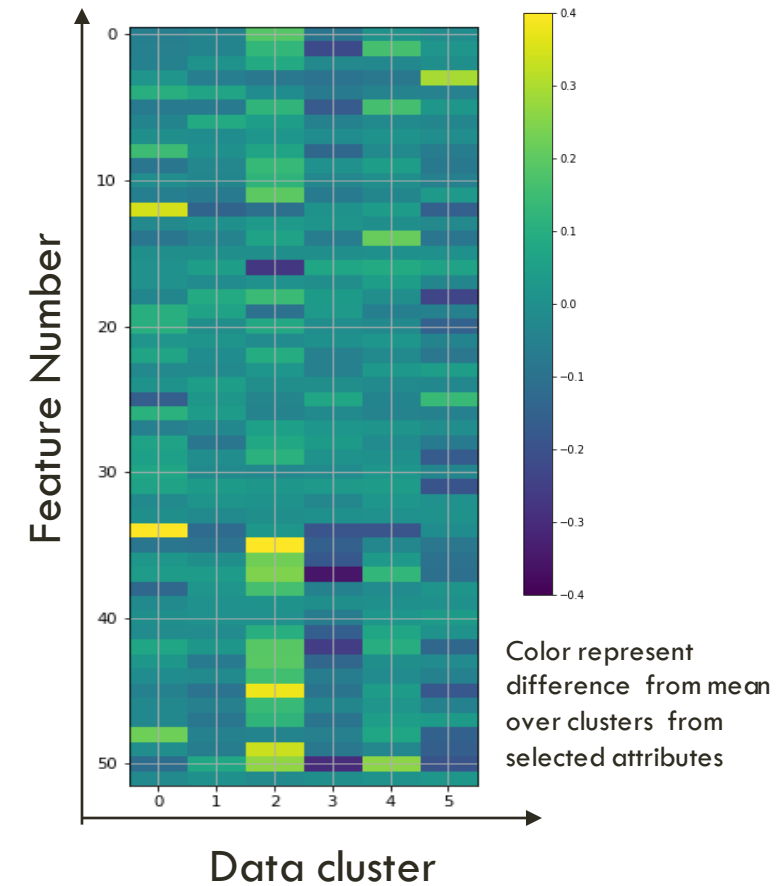 Feature Number
0
10
20
30
40
50
0 1 2 3 4 5
Data cluster
0.4
0.3
0.2
0.1
0.0
−0.1
−0.2
−0.3
−0.4
Color represent
difference from mean
over clusters from
selected attributes